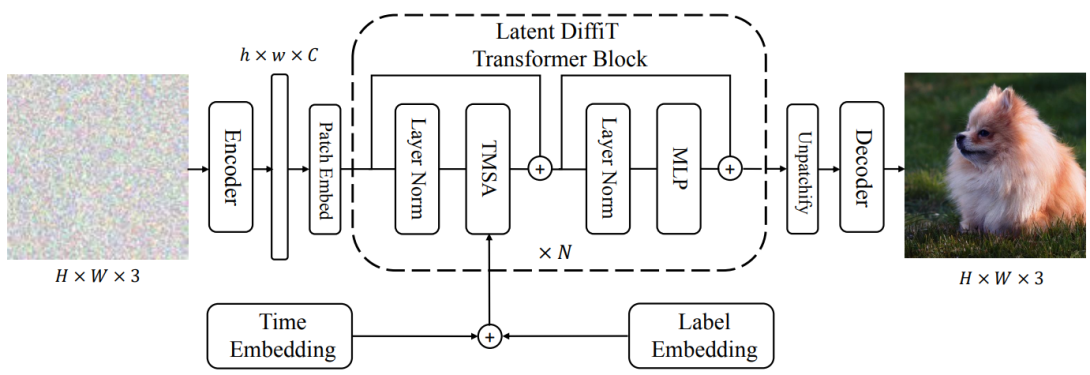 Latent DiffiT
Transformer Block
h × w × C
Encoder
Patch Embed
Layer Norm
TMSA
+
Layer Norm
MLP
+
Unpatchify
Decoder
× N
H × W × 3
H × W × 3
Time
Embedding
+
Label
Embedding